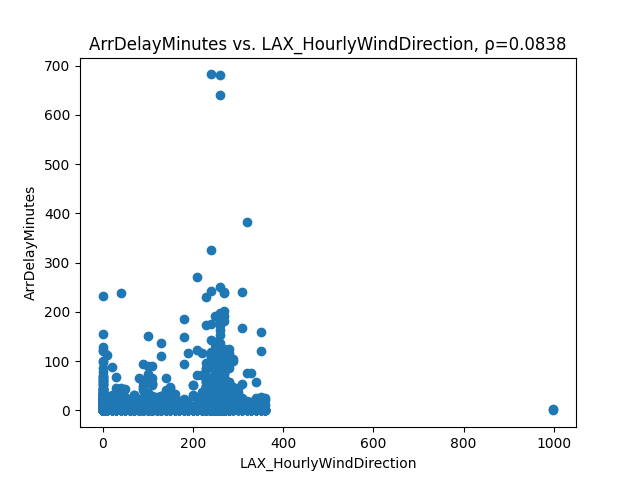 ArrDelayMinutes vs. LAX_HourlyWindDirection, ρ=0.0838
700
600
500
400
300
200
100
0
ArrDelayMinutes
0 200 400 600 800 1000
LAX_HourlyWindDirection